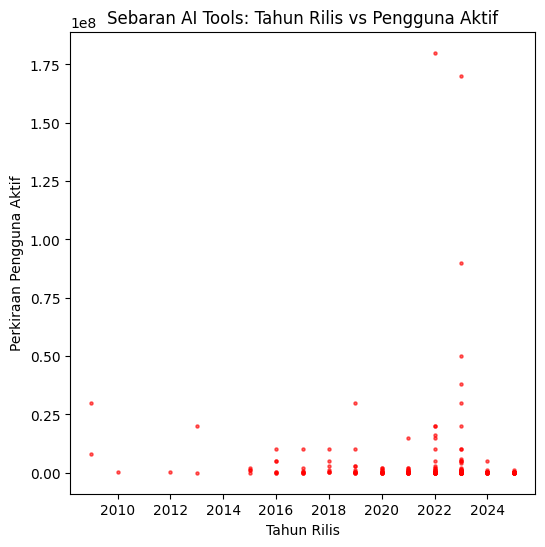 Sebaran AI Tools: Tahun Rilis vs Pengguna Aktif
1e8
1.75
1.50
1.25
1.00
0.75
0.50
0.25
0.00
Perkiraan Pengguna Aktif
2010 2012 2014 2016 2018 2020 2022 2024
Tahun Rilis